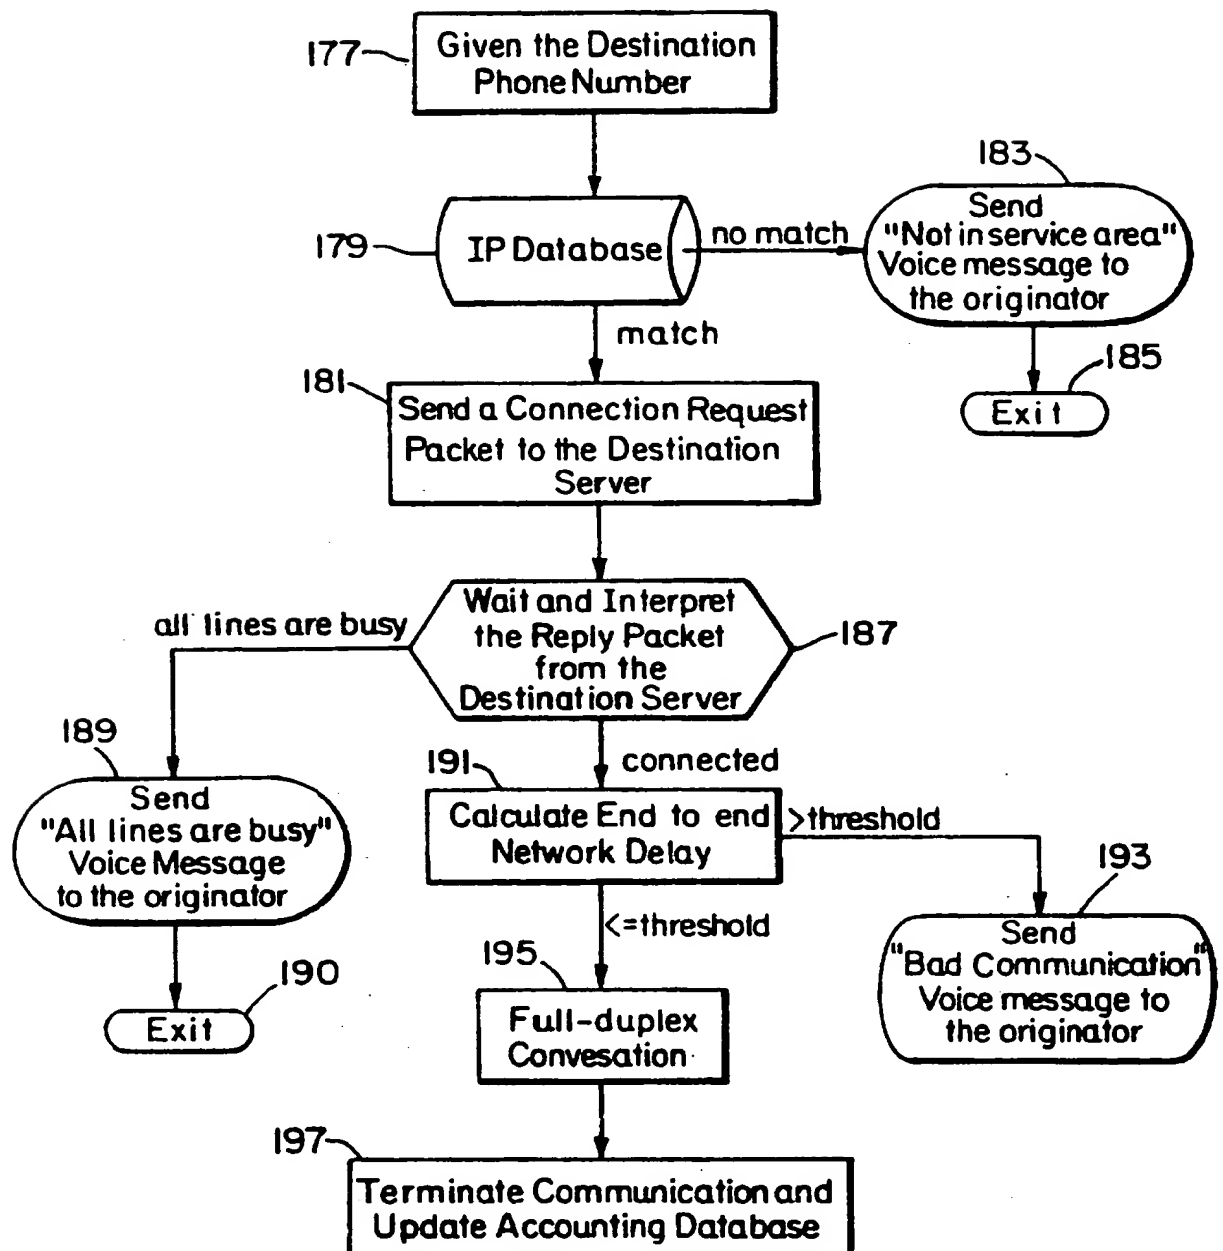 177
Given the Destination
Phone Number
179
IP Database
no match
183
Send
"Not in service area"
Voice message to
the originator
match
185
Exit
181
Send a Connection Request
Packet to the Destination
Server
all lines are busy
Wait and Interpret
the Reply Packet
from the
Destination Server
187
189
Send
"All lines are busy"
Voice Message
to the originator
190
Exit
connected
191
Calculate End to end
Network Delay
>threshold
193
Send
"Bad Communication"
Voice message to
the originator
<=threshold
195
Full-duplex
Convesation
197
Terminate Communication and
Update Accounting Database